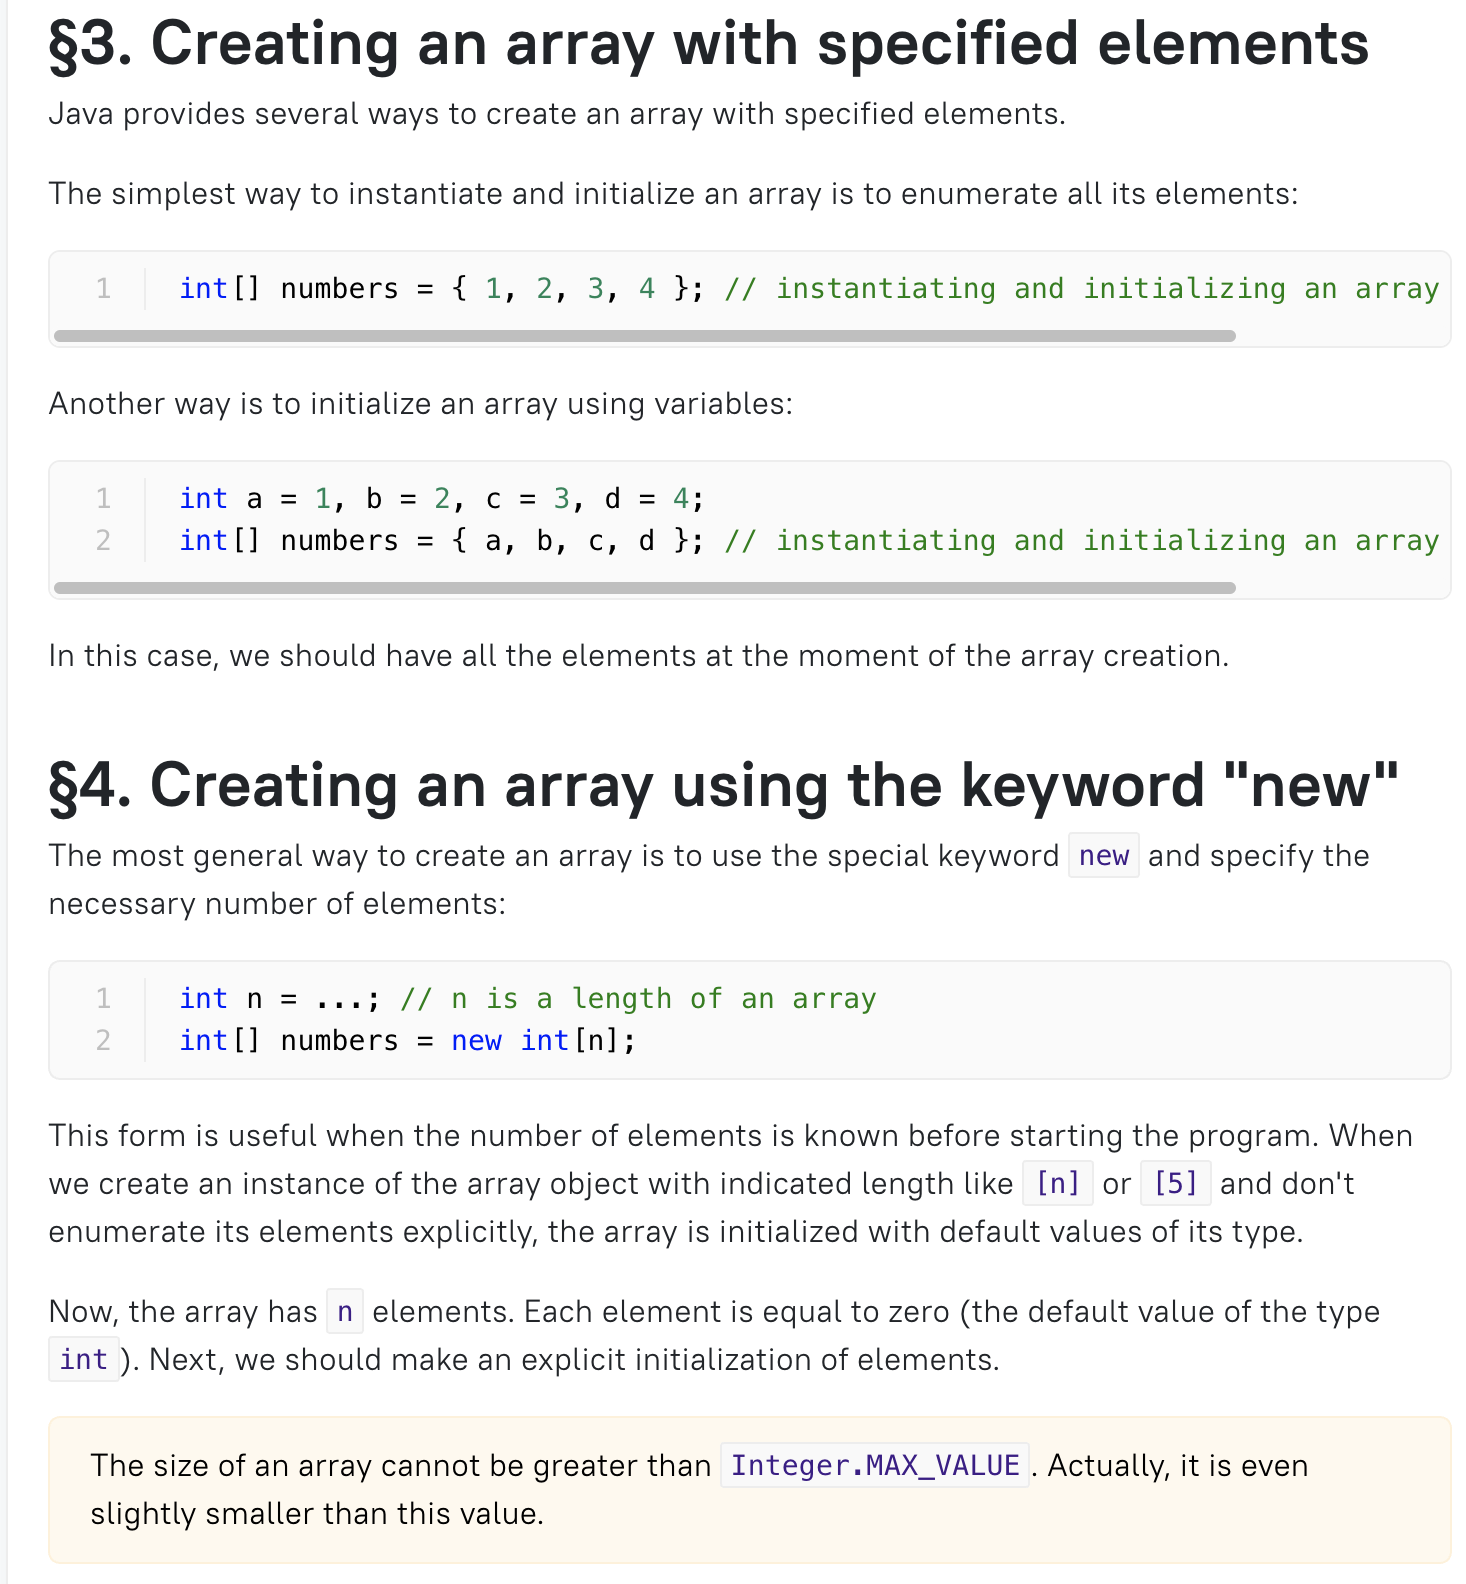 §3. Creating an array with specified elements
Java provides several ways to create an array with specified elements.
The simplest way to instantiate and initialize an array is to enumerate all its elements:
1 int[] numbers = { 1, 2, 3, 4 }; // instantiating and initializing an array
Another way is to initialize an array using variables:
1 int a = 1, b = 2, c = 3, d = 4;
2 int[] numbers = { a, b, c, d }; // instantiating and initializing an array
In this case, we should have all the elements at the moment of the array creation.
§4. Creating an array using the keyword "new"
The most general way to create an array is to use the special keyword new and specify the
necessary number of elements:
1 int n = ...; // n is a length of an array
2 int[] numbers = new int[n];
This form is useful when the number of elements is known before starting the program. When
we create an instance of the array object with indicated length like [n] or [5] and don't
enumerate its elements explicitly, the array is initialized with default values of its type.
Now, the array has n elements. Each element is equal to zero (the default value of the type
int). Next, we should make an explicit initialization of elements.
The size of an array cannot be greater than Integer.MAX_VALUE. Actually, it is even
slightly smaller than this value.